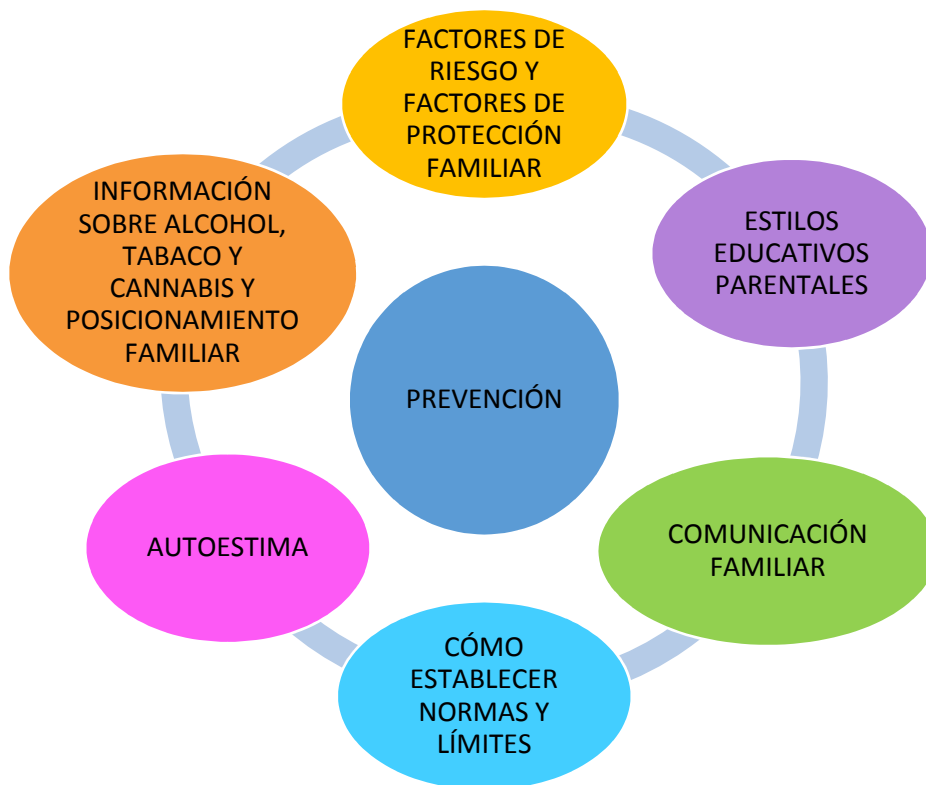 FACTORES DE
RIESGO Y
FACTORES DE
PROTECCIÓN
FAMILIAR
ESTILOS
EDUCATIVOS
PARENTALES
COMUNICACIÓN
FAMILIAR
CÓMO
ESTABLECER
NORMAS Y
LÍMITES
AUTOESTIMA
INFORMACIÓN
SOBRE ALCOHOL,
TABACO Y
CANNABIS Y
POSICIONAMIENTO
FAMILIAR
PREVENCIÓN